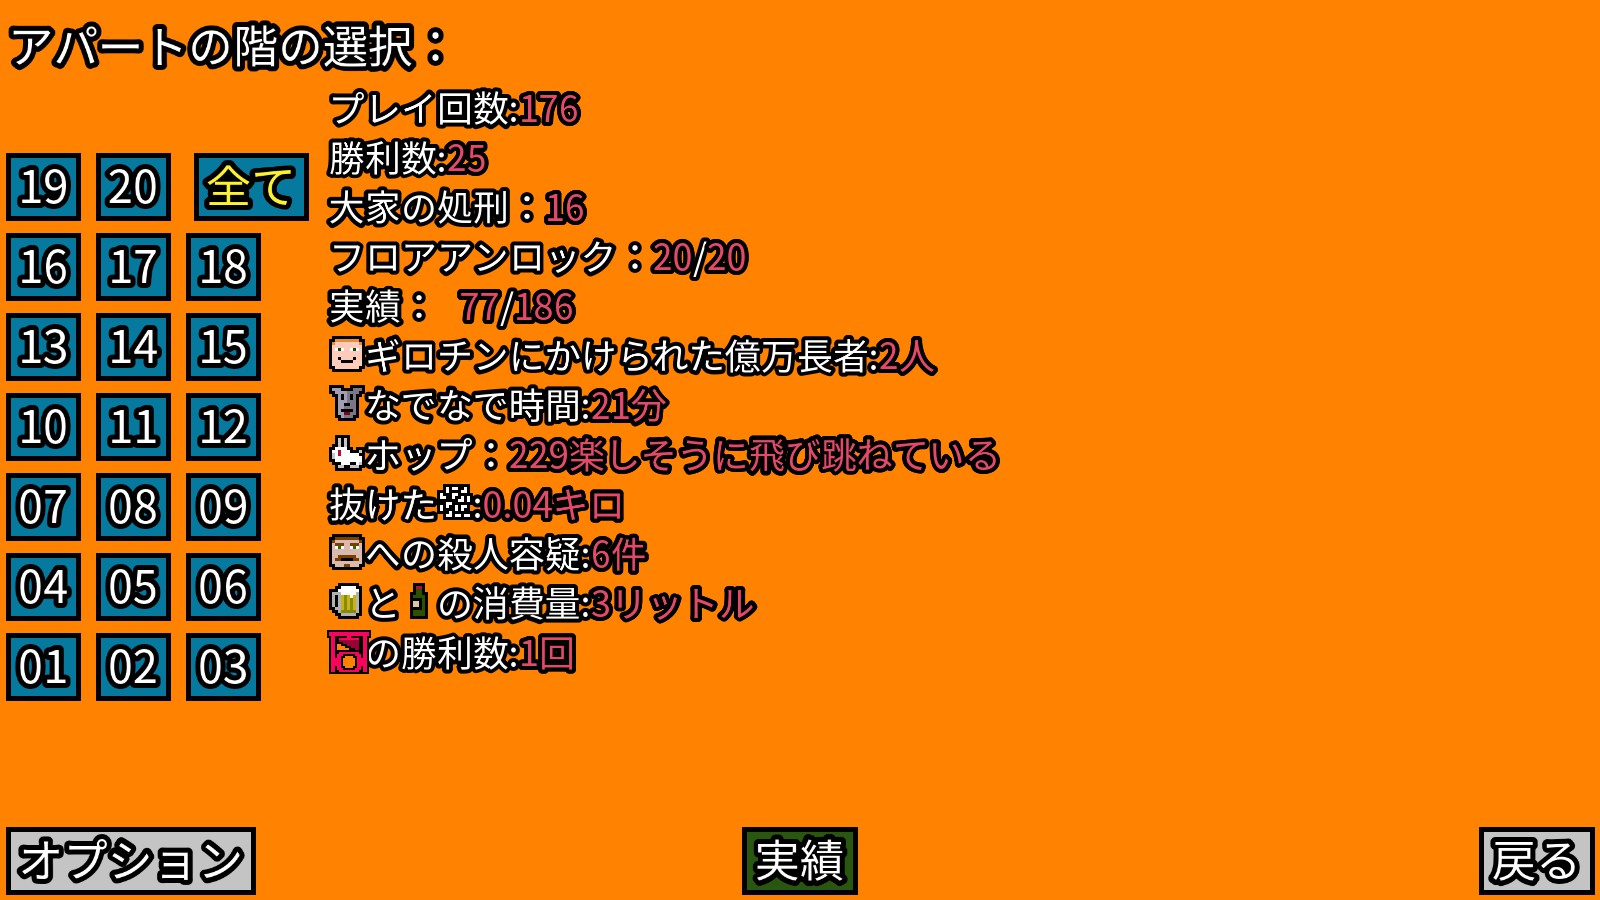 アパートの階の選択：
プレイ回数:176
勝利数:25
大家の処刑：16
フロアアンロック：20/20
実績： 77/186
ギロチンにかけられた億万長者:2人
なでなで時間:21分
ホップ：229楽しそうに飛び跳ねている
抜けた:0.04キロ
への殺人容疑:6件
との消費量:3リットル
の勝利数:1回
19 20 全て
16 17 18
13 14 15
10 11 12
07 08 09
04 05 06
01 02 03
オプション
実績
戻る